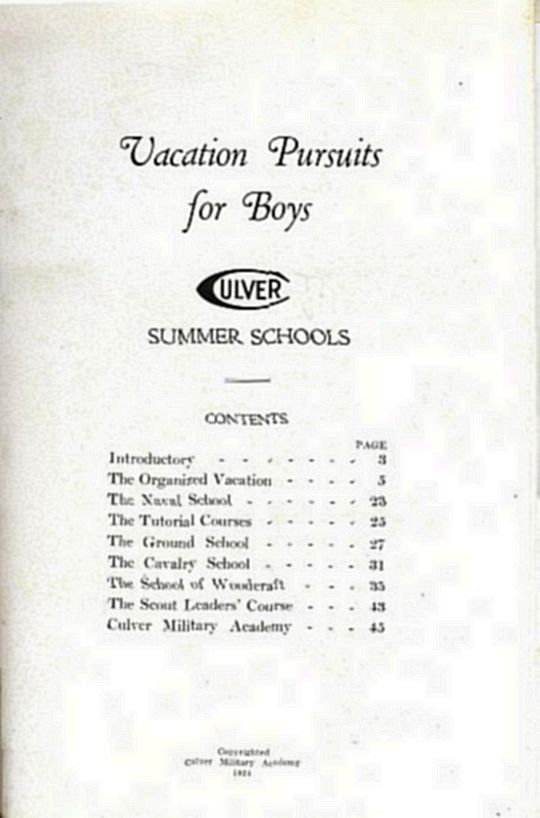 Vacation Pursuits
for Boys
CULVER
SUMMER SCHOOLS
CONTENTS
PAGE
Introductory - - - - - - - 3
The Organized Vacation - - - - 5
The Naval School - - - - - - 23
The Tutorial Courses - - - - - 25
The Ground School - - - - - 27
The Cavalry School - - - - - 31
The School of Woodcraft - - - 35
The Scout Leaders' Course - - - 43
Culver Military Academy - - - 45
Copyrighted
Culver Military Academy